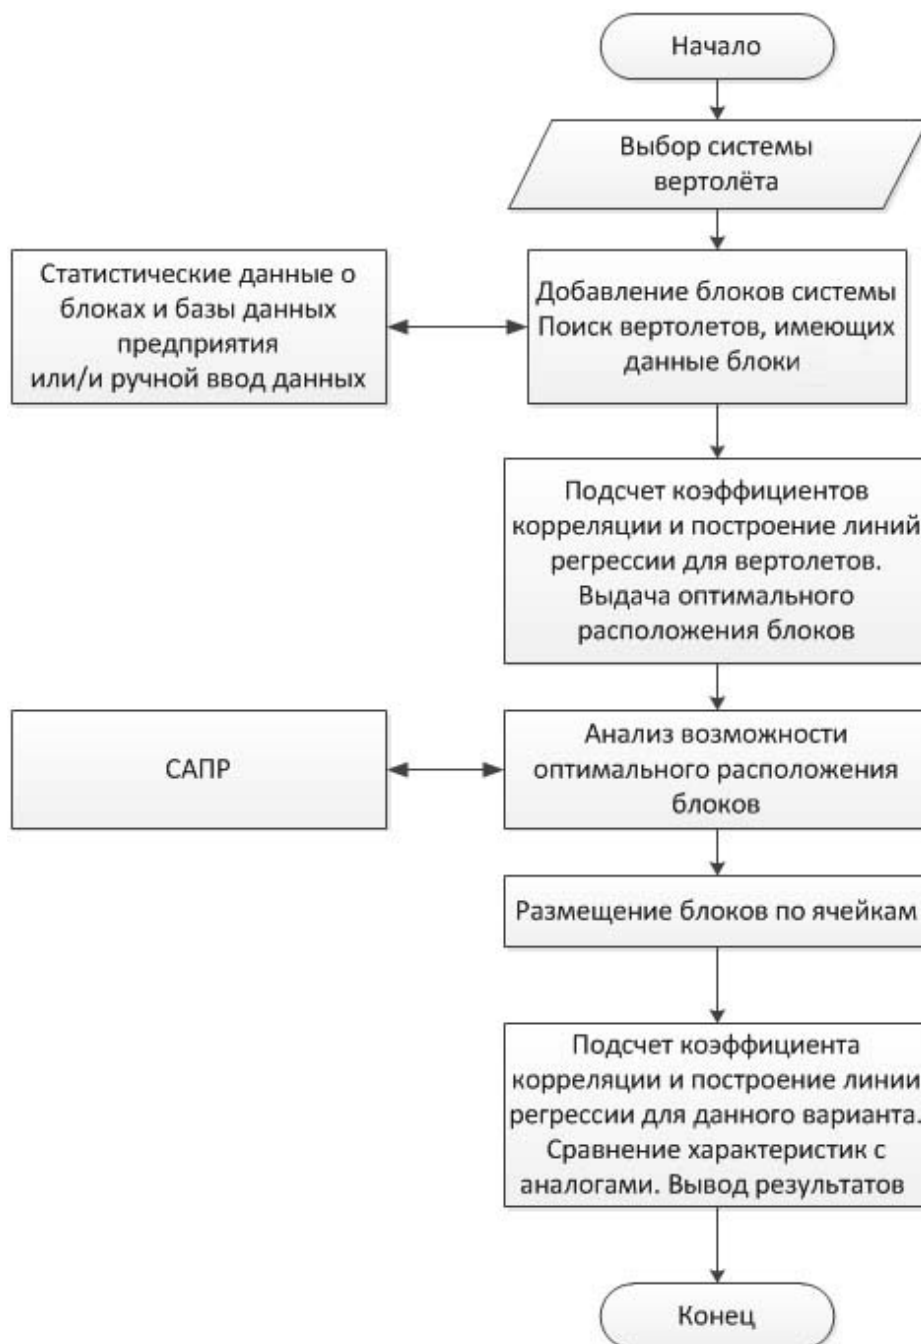 Начало
Выбор системы
вертолёта
Статистические данные о
блоках и базы данных
предприятия
или/и ручной ввод данных
Добавление блоков системы
Поиск вертолетов, имеющих
данные блоки
Подсчет коэффициентов
корреляции и построение линий
регрессии для вертолетов.
Выдача оптимального
расположения блоков
САПР
Анализ возможности
оптимального расположения
блоков
Размещение блоков по ячейкам
Подсчет коэффициента
корреляции и построение линии
регрессии для данного варианта.
Сравнение характеристик с
аналогами. Вывод результатов
Конец